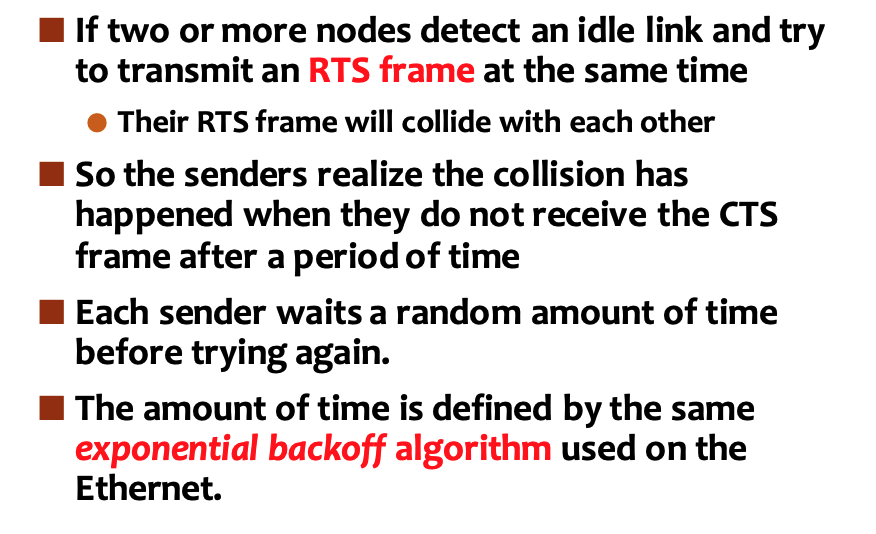 If two or more nodes detect an idle link and try
to transmit an RTS frame at the same time
Their RTS frame will collide with each other
So the senders realize the collision has
happened when they do not receive the CTS
frame after a period of time
Each sender waits a random amount of time
before trying again.
The amount of time is defined by the same
exponential backoff algorithm used on the
Ethernet.